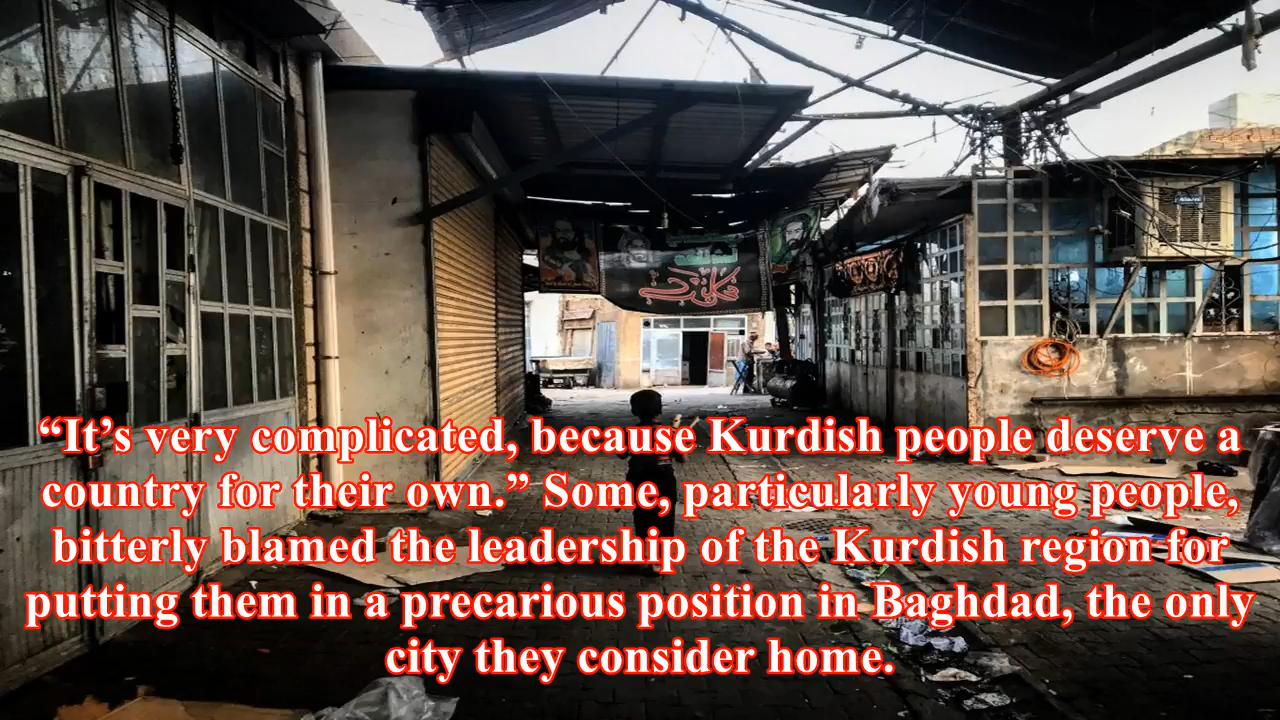 “It’s very complicated, because Kurdish people deserve a
country for their own.” Some, particularly young people,
bitterly blamed the leadership of the Kurdish region for
putting them in a precarious position in Baghdad, the only
city they consider home.